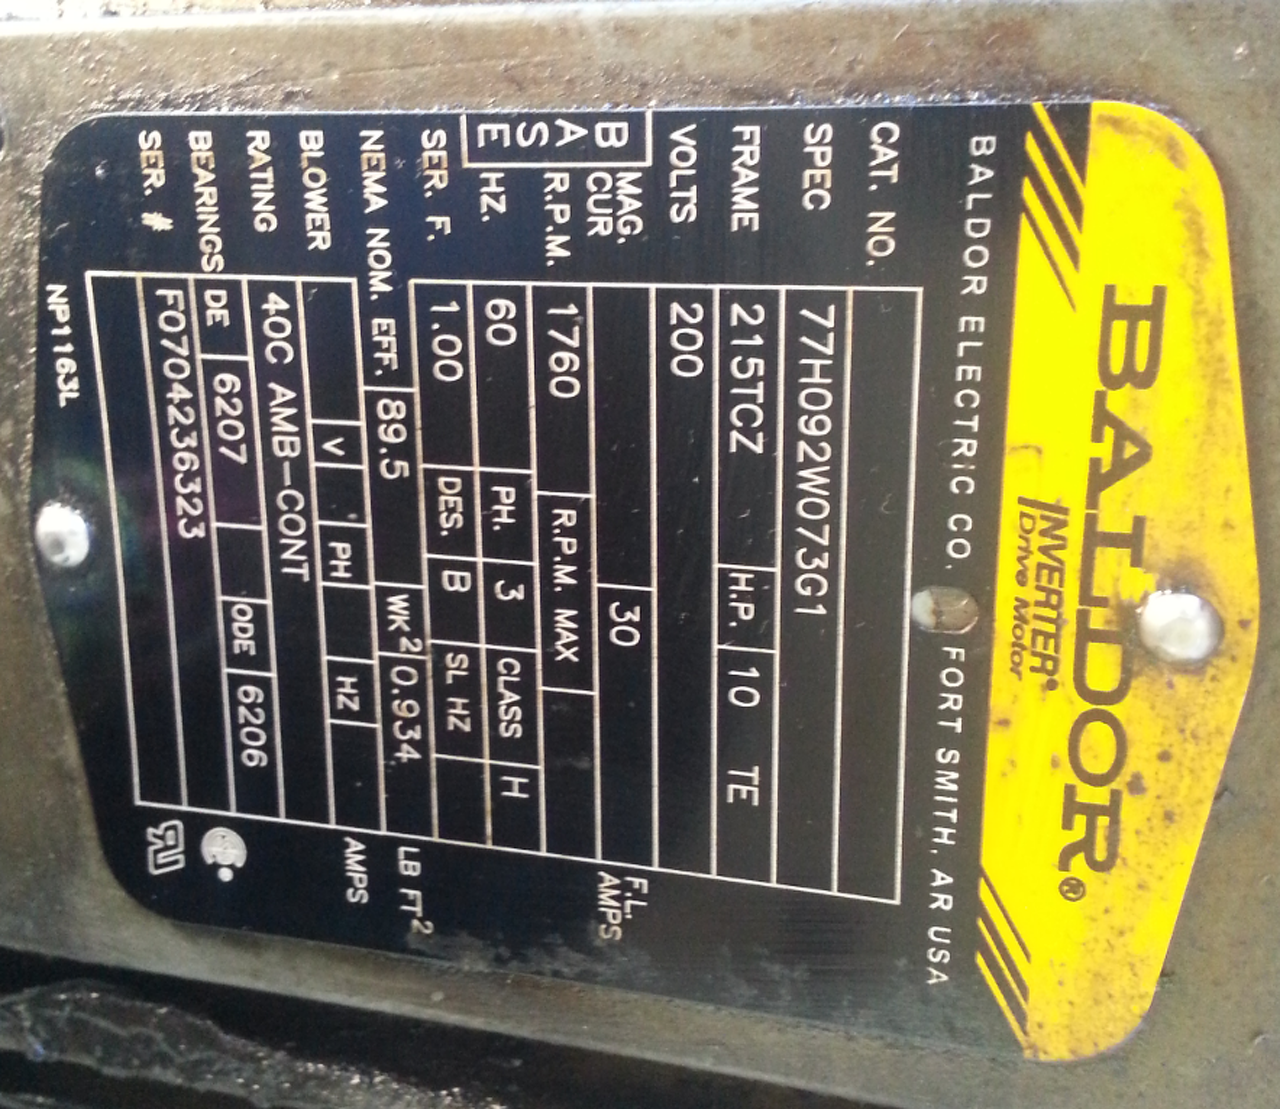 BALDOR®
INVERTER®
Drive Motor
BALDOR ELECTRIC CO. FORT SMITH, AR USA
CAT. NO.
SPEC 77H092W073G1
FRAME 215TCZ H.P. 10 TE
VOLTS 200
MAG. CUR 30 F.L. AMPS
BASE R.P.M. 1760 R.P.M. MAX
HZ. 60 PH. 3 CLASS H
SER. F. 1.00 DES. B SL HZ
NEMA NOM. EFF. 89.5 WK² 0.934 LB FT²
BLOWER V PH HZ AMPS
RATING 40C AMB-CONT
BEARINGS DE 6207 ODE 6206
SER. # F0704236323
NP1163L